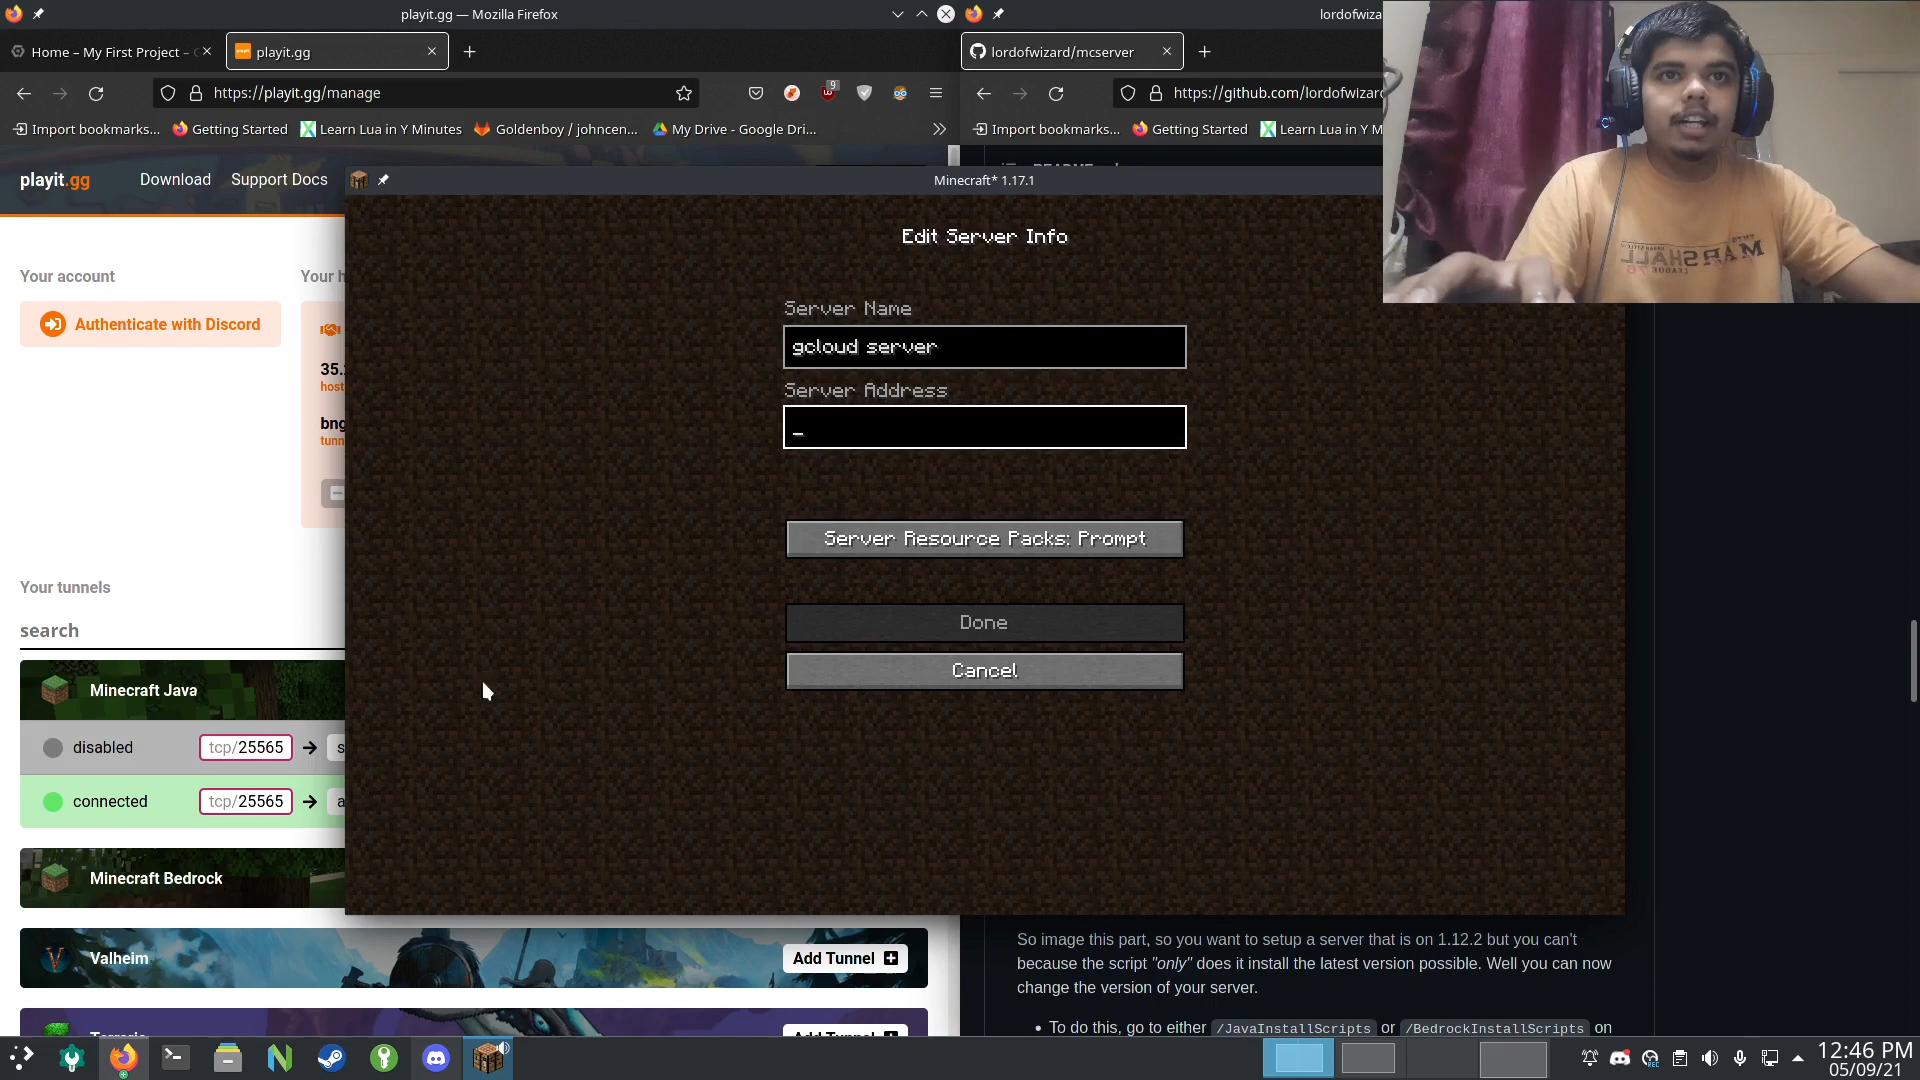 playit.gg — Mozilla Firefox
lordofwiza
Home – My First Project –
playit.gg
lordofwizard/mcserver
https://playit.gg/manage
9
https://github.com/lordofwizard
Import bookmarks...
Getting Started
Learn Lua in Y Minutes
Goldenboy / johncen...
My Drive - Google Dri...
Import bookmarks...
Getting Started
Learn Lua in Y M
playit.gg
Download
Support Docs
Minecraft* 1.17.1
Edit Server Info
Your account
Your h
Authenticate with Discord
35.
host
bng
tunn
Server Name
gcloud server
Server Address
_
Server Resource Packs: Prompt
Done
Cancel
Your tunnels
search
Minecraft Java
disabled
tcp/25565
s
connected
tcp/25565
a
Minecraft Bedrock
Valheim
Add Tunnel
So image this part, so you want to setup a server that is on 1.12.2 but you can't
because the script "only" does it install the latest version possible. Well you can now
change the version of your server.
• To do this, go to either /JavaInstallScripts or /BedrockInstallScripts on
MARSHALL
12:46 PM
05/09/21